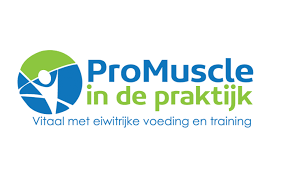 ProMuscle
in de praktijk
Vitaal met eiwitrijke voeding en training